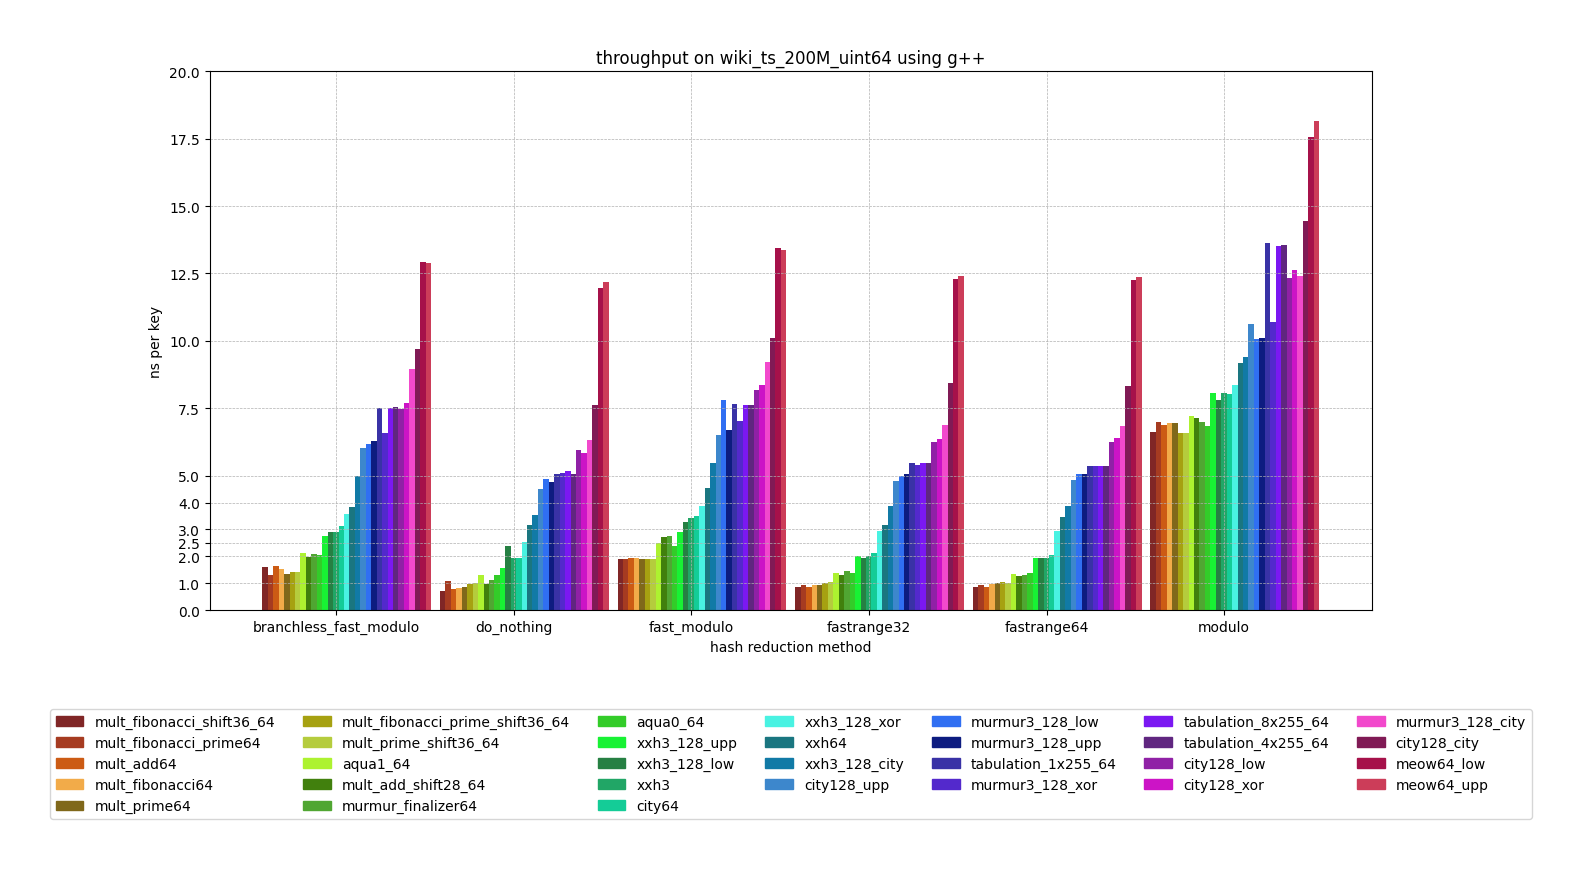 throughput on wiki_ts_200M_uint64 using g++
20.0
17.5
15.0
12.5
10.0
7.5
5.0
4.0
3.0
2.5
2.0
1.0
0.0
ns per key
branchless_fast_modulo do_nothing fast_modulo fastrange32 fastrange64 modulo
hash reduction method
mult_fibonacci_shift36_64 mult_fibonacci_prime_shift36_64 aqua0_64 xxh3_128_xor murmur3_128_low tabulation_8x255_64 murmur3_128_city
mult_fibonacci_prime64 mult_prime_shift36_64 xxh3_128_upp xxh64 murmur3_128_upp tabulation_4x255_64 city128_city
mult_add64 aqua1_64 xxh3_128_low xxh3_128_city tabulation_1x255_64 city128_low meow64_low
mult_fibonacci64 mult_add_shift28_64 xxh3 city128_upp murmur3_128_xor city128_xor meow64_upp
mult_prime64 murmur_finalizer64 city64